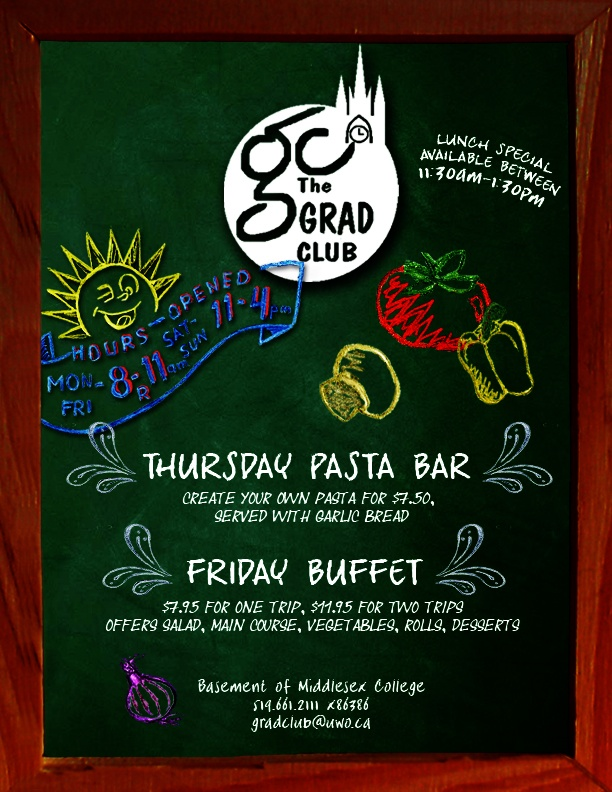 gc
The
GRAD
CLUB
LUNCH SPECIAL
AVAILABLE BETWEEN
11:30AM-1:30PM
HOURS OPENED
MON-FRI 8-11am
SAT-SUN 11-4pm
THURSDAY PASTA BAR
CREATE YOUR OWN PASTA FOR $7.50,
SERVED WITH GARLIC BREAD
FRIDAY BUFFET
$7.95 FOR ONE TRIP, $11.95 FOR TWO TRIPS
OFFERS SALAD, MAIN COURSE, VEGETABLES, ROLLS, DESSERTS
Basement of Middlesex College
519.661.2111 x86386
gradclub@uwo.ca